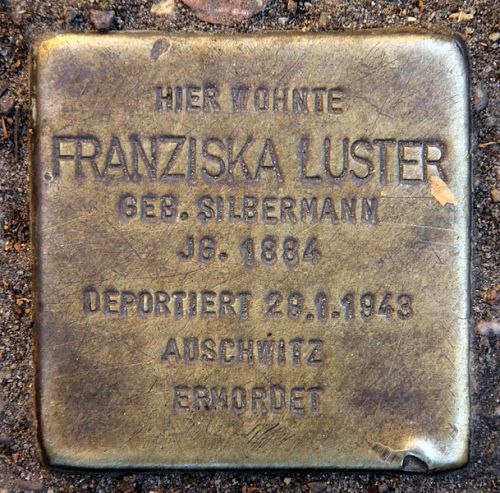 HIER WOHNTE
FRANZISKA LUSTER
GEB. SILBERMANN
JG. 1884
DEPORTIERT 29.1.1943
AUSCHWITZ
ERMORDET